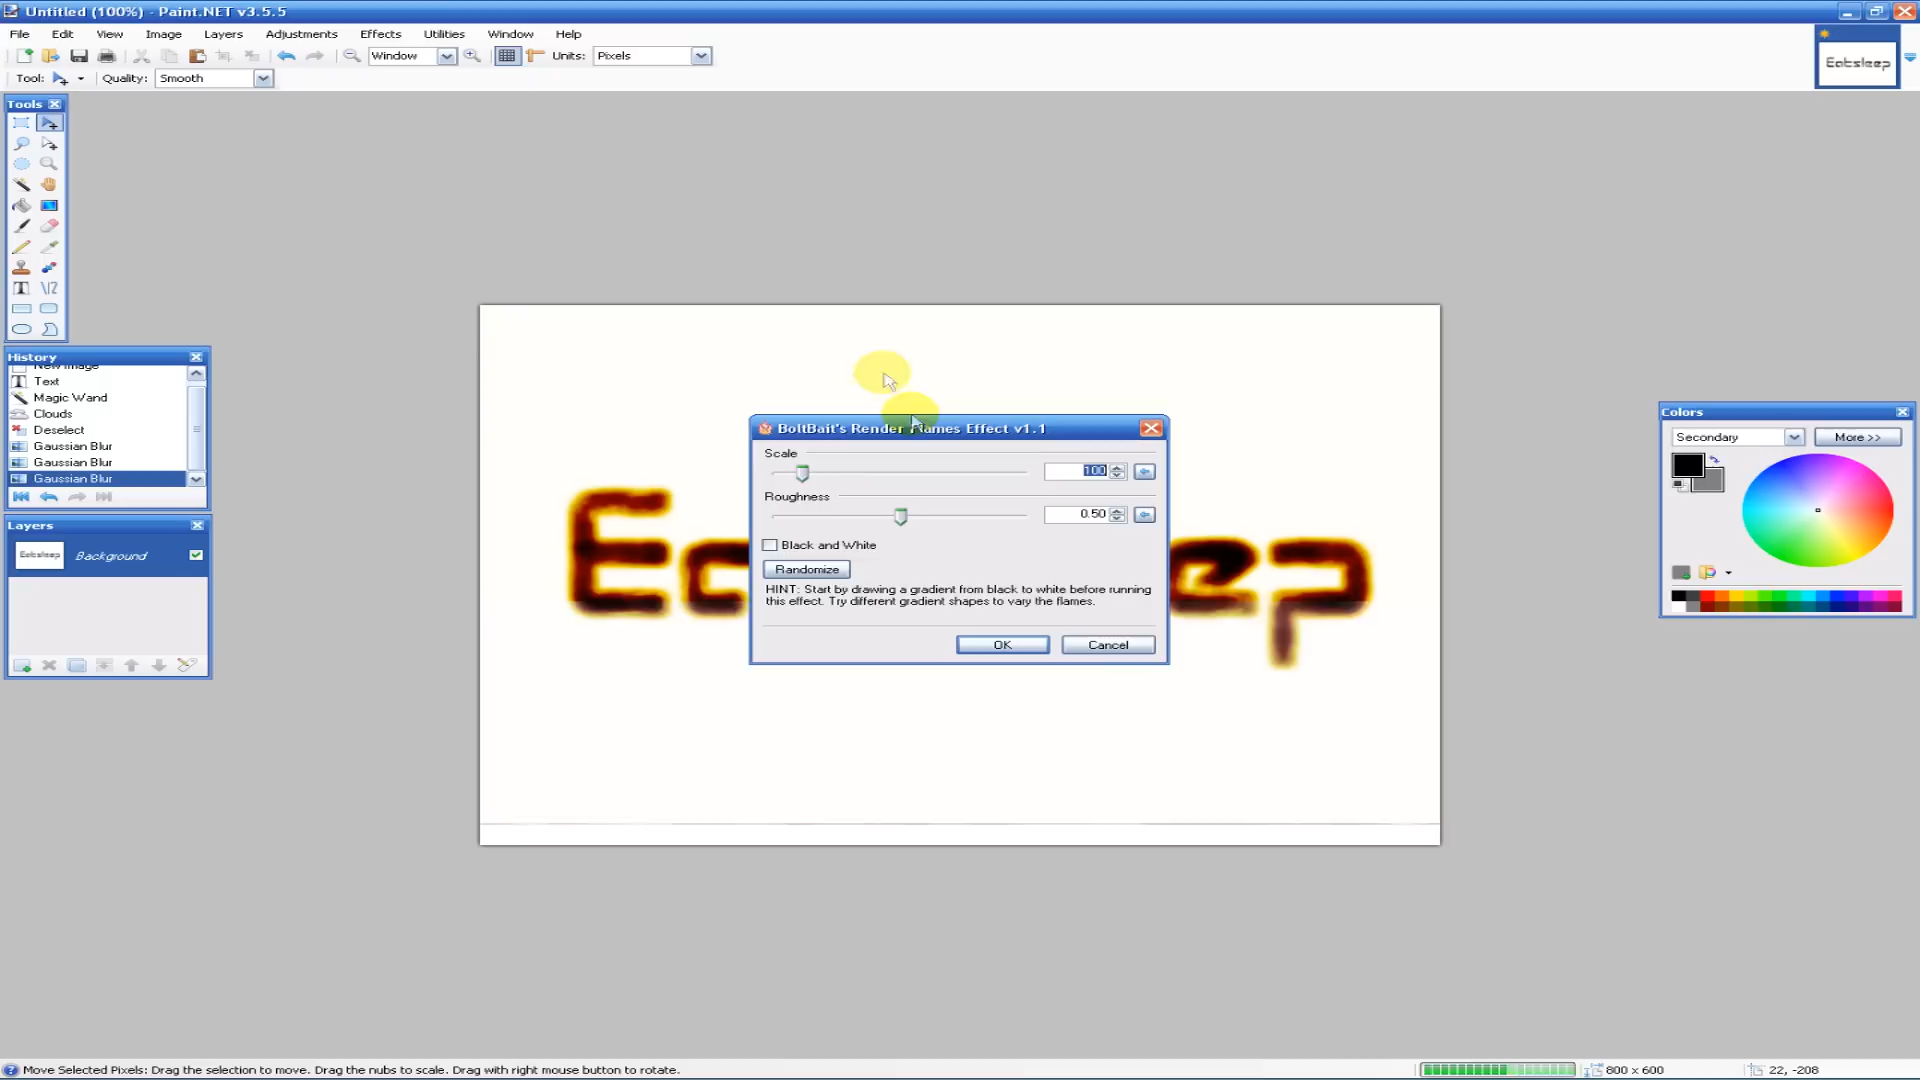 Untitled (100%) - Paint.NET v3.5.5
File Edit View Image Layers Adjustments Effects Utilities Window Help
Window Units: Pixels
Tool: Quality: Smooth
Eatsleep
Tools
History
New Image
Text
Magic Wand
Clouds
Deselect
Gaussian Blur
Gaussian Blur
Gaussian Blur
Layers
Eatsleep Background
BoltBait's Render Flames Effect v1.1
Scale
100
Roughness
0.50
Black and White
Randomize
HINT: Start by drawing a gradient from black to white before running
this effect. Try different gradient shapes to vary the flames.
OK Cancel
Colors
Secondary More >>
Move Selected Pixels: Drag the selection to move. Drag the nubs to scale. Drag with right mouse button to rotate.
800 x 600
22, -208